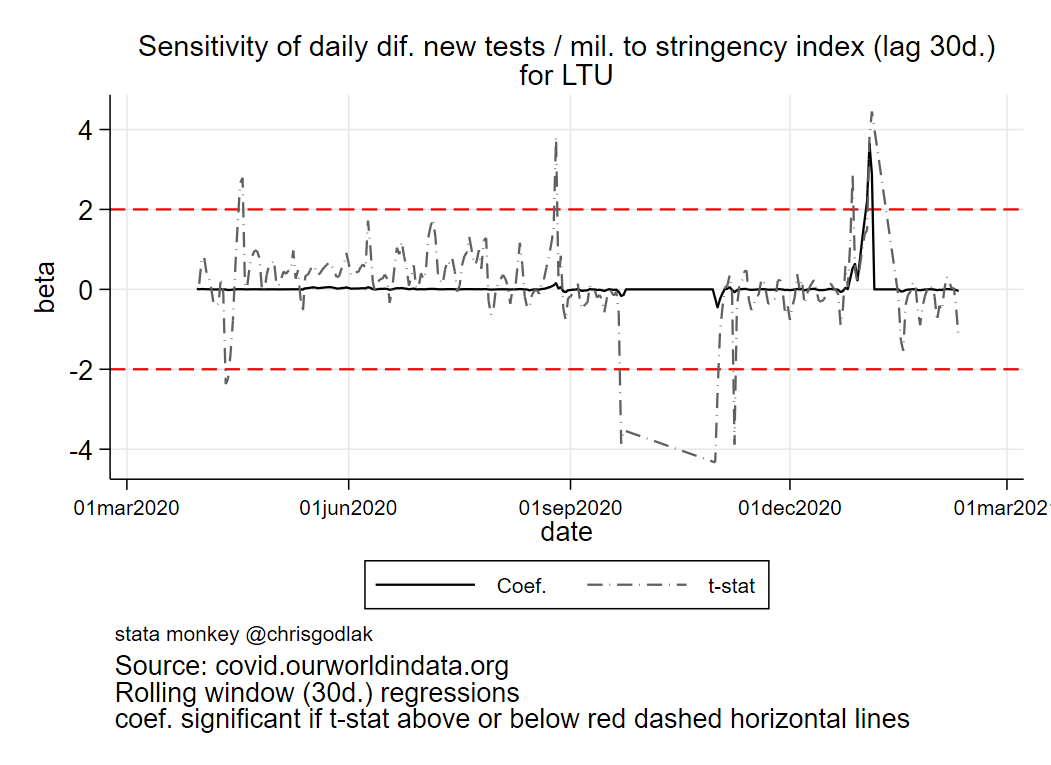 Sensitivity of daily dif. new tests / mil. to stringency index (lag 30d.)
for LTU
4
2
0
-2
-4
beta
01mar2020 01jun2020 01sep2020 01dec2020 01mar202
date
Coef. t-stat
stata monkey @chrisgodlak
Source: covid.ourworldindata.org
Rolling window (30d.) regressions
coef. significant if t-stat above or below red dashed horizontal lines